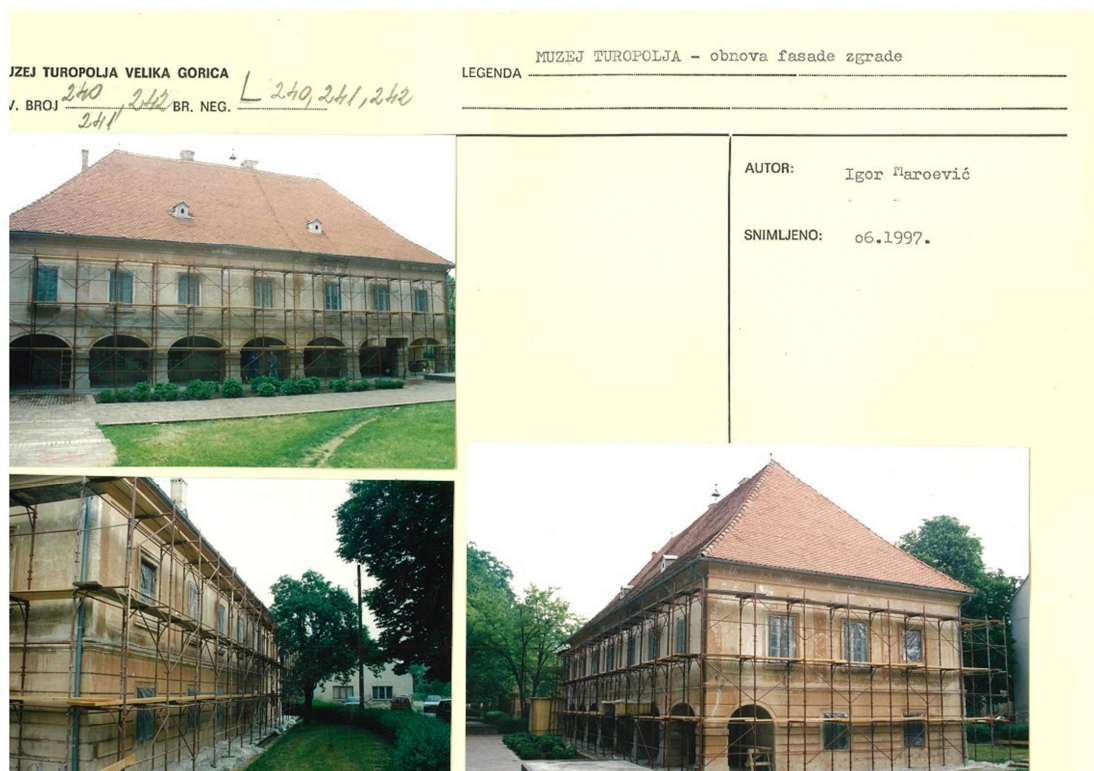 UZEJ TUROPOLJA VELIKA GORICA
V. BROJ 240, 242 BR. NEG. L 240, 241, 242
241
LEGENDA MUZEJ TUROPOLJA - obnova fasade zgrade
AUTOR: Igor Maroević
SNIMLJENO: o6.1997.